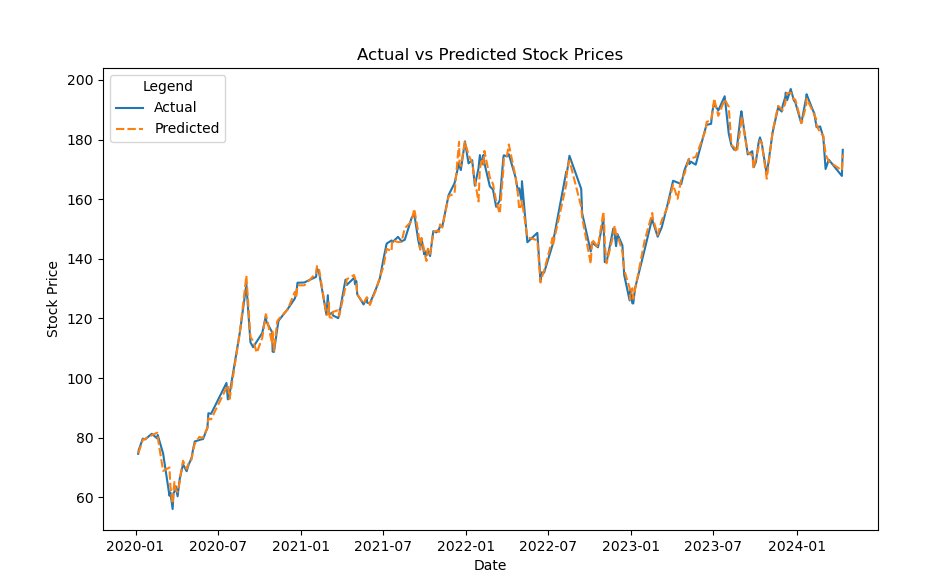 Actual vs Predicted Stock Prices
Legend
Actual
Predicted
Stock Price
200
180
160
140
120
100
80
60
2020-01 2020-07 2021-01 2021-07 2022-01 2022-07 2023-01 2023-07 2024-01
Date